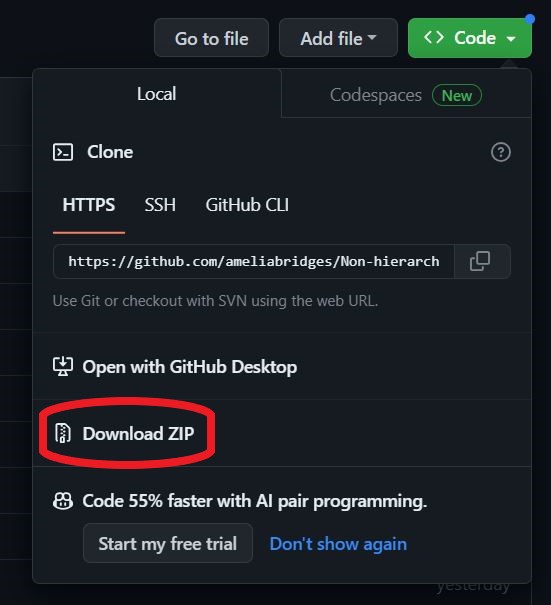 Go to file Add file <> Code
Local Codespaces New
Clone
HTTPS SSH GitHub CLI
https://github.com/ameliabridges/Non-hierarch
Use Git or checkout with SVN using the web URL.
Open with GitHub Desktop
Download ZIP
Code 55% faster with AI pair programming.
Start my free trial Don't show again
yesterday